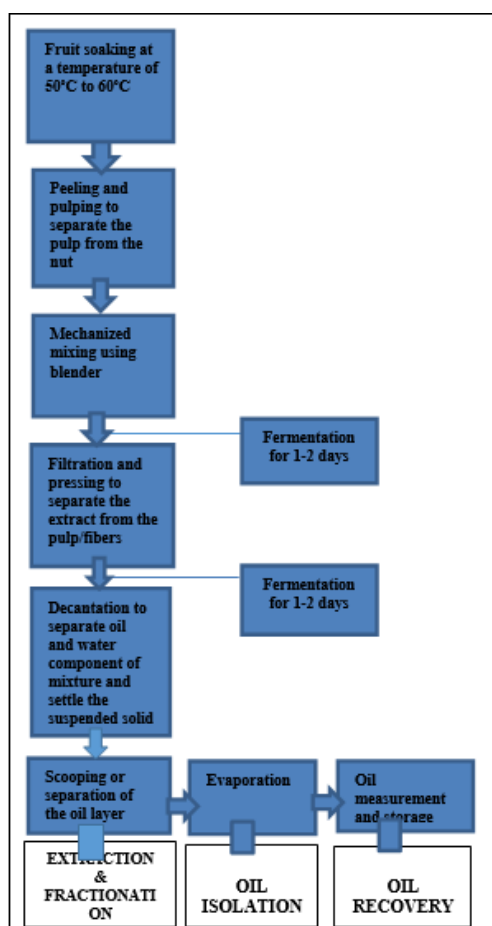 Fruit soaking at
a temperature of
50°C to 60°C
Peeling and
pulping to
separate the
pulp from the
nut
Mechanized
mixing using
blender
Fermentation
for 1-2 days
Filtration and
pressing to
separate the
extract from the
pulp/fibers
Fermentation
for 1-2 days
Decantation to
separate oil
and water
component of
mixture and
settle the
suspended solid
Scooping or
separation of
the oil layer
Evaporation
Oil
measurement
and storage
EXTRACTION
&
FRACTIONATI
ON
OIL
ISOLATION
OIL
RECOVERY